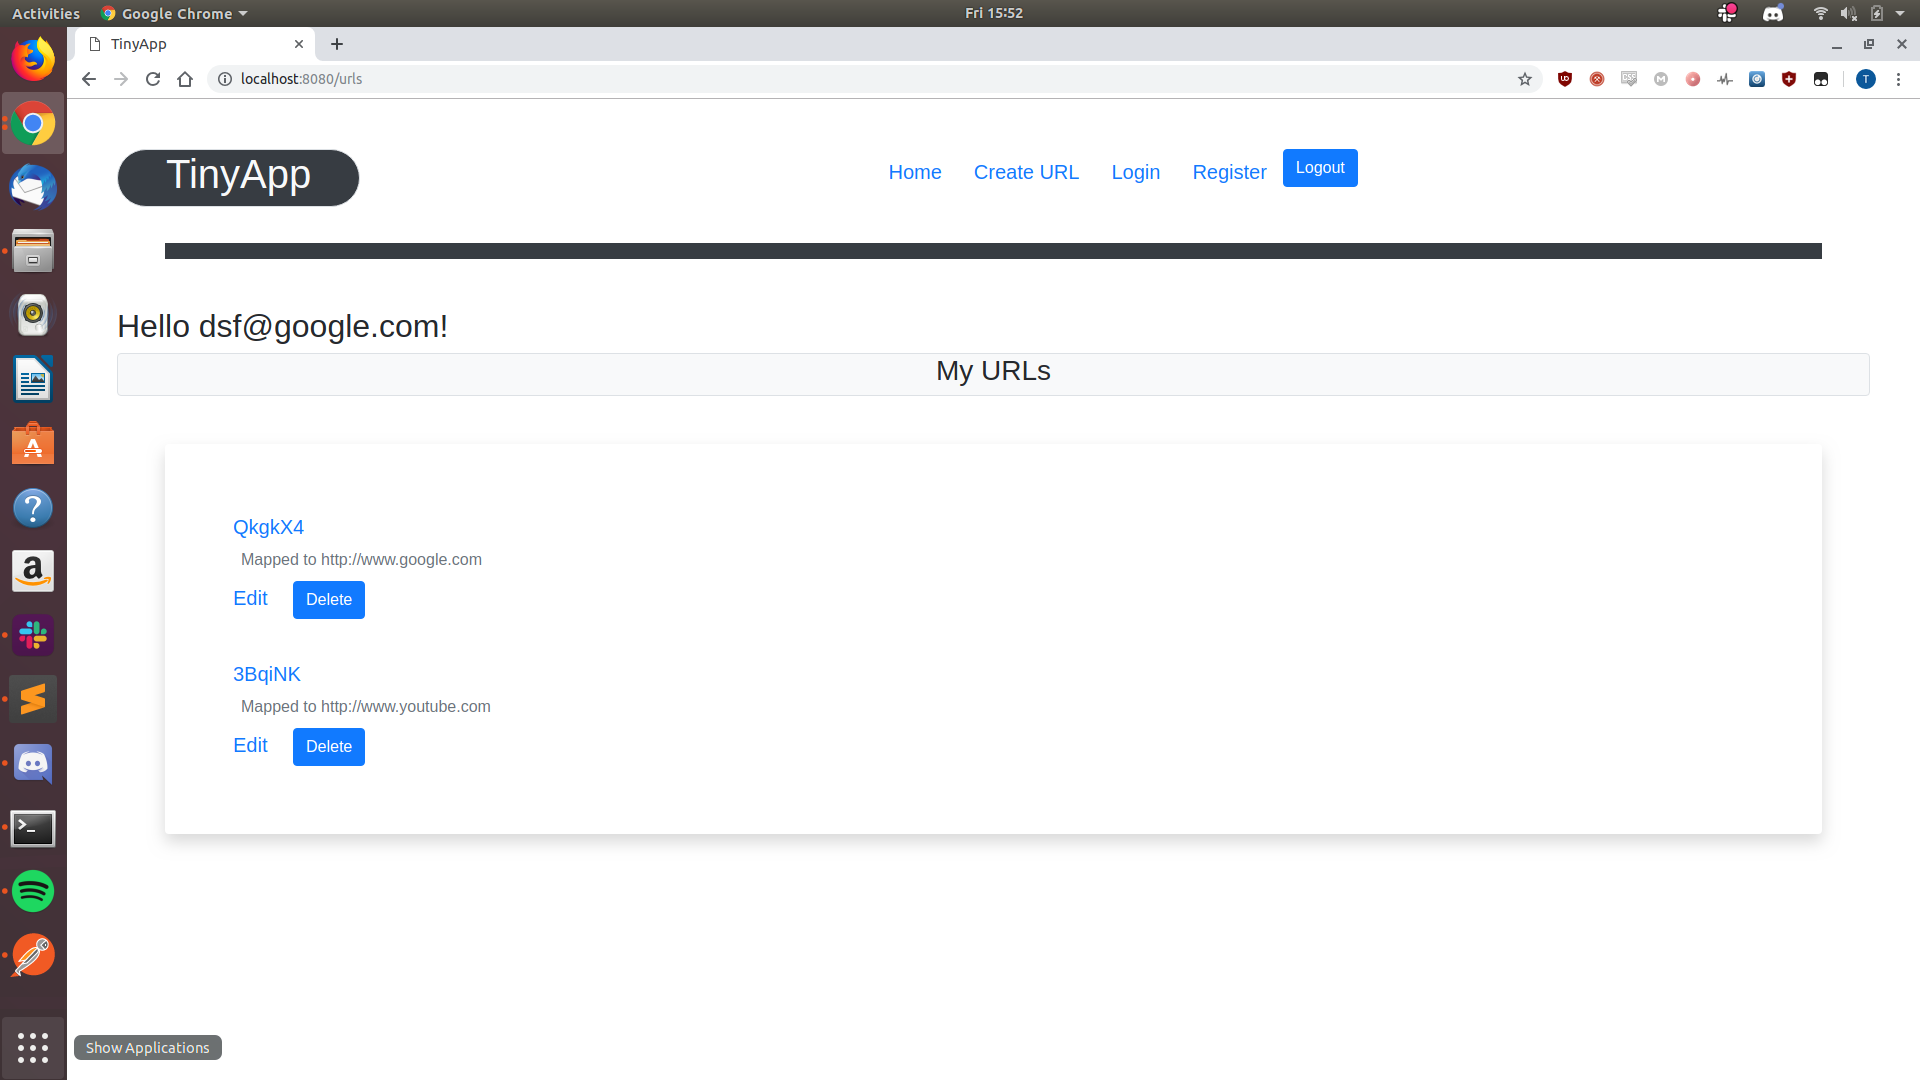 Activities
Google Chrome
Fri 15:52
TinyApp
localhost:8080/urls
TinyApp
Home
Create URL
Login
Register
Logout
Hello dsf@google.com!
My URLs
QkgkX4
Mapped to http://www.google.com
Edit
Delete
3BqiNK
Mapped to http://www.youtube.com
Edit
Delete
Show Applications